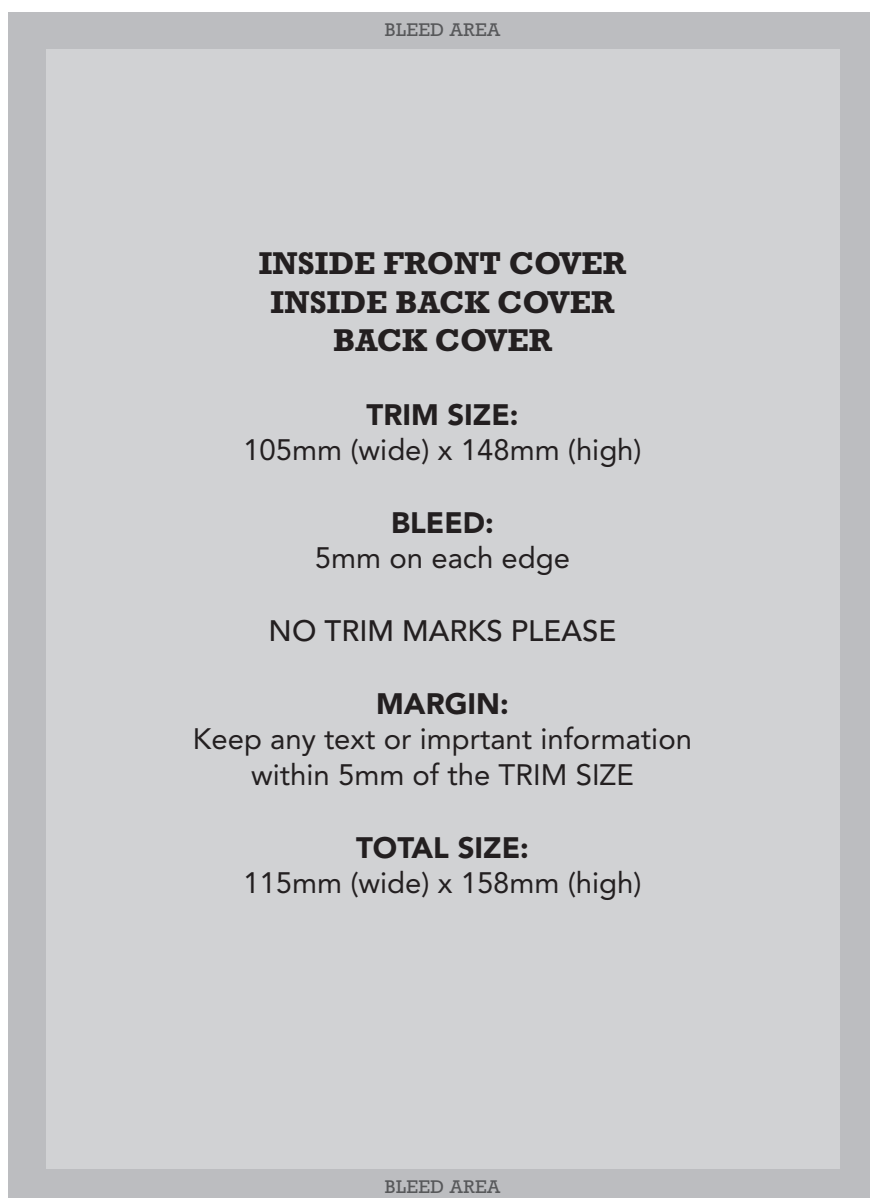 BLEED AREA
INSIDE FRONT COVER
INSIDE BACK COVER
BACK COVER
TRIM SIZE:
105mm (wide) x 148mm (high)
BLEED:
5mm on each edge
NO TRIM MARKS PLEASE
MARGIN:
Keep any text or imprtant information
within 5mm of the TRIM SIZE
TOTAL SIZE:
115mm (wide) x 158mm (high)
BLEED AREA